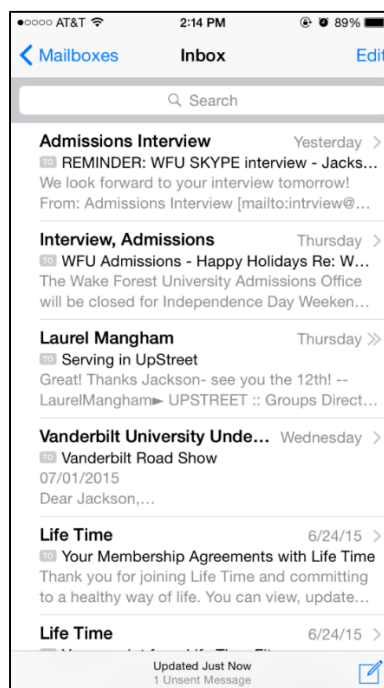 AT&T 2:14 PM 89%
Mailboxes Inbox Edit
Search
Admissions Interview Yesterday
TO REMINDER: WFU SKYPE interview - Jacks...
We look forward to your interview tomorrow!
From: Admissions Interview [mailto:intrview@...
Interview, Admissions Thursday
TO WFU Admissions - Happy Holidays Re: W...
The Wake Forest University Admissions Office
will be closed for Independence Day Weeken...
Laurel Mangham Thursday
TO Serving in UpStreet
Great! Thanks Jackson- see you the 12th! --
LaurelMangham► UPSTREET :: Groups Direct...
Vanderbilt University Unde... Wednesday
TO Vanderbilt Road Show
07/01/2015
Dear Jackson,...
Life Time 6/24/15
TO Your Membership Agreements with Life Time
Thank you for joining Life Time and committing
to a healthy way of life. You can view, update...
Life Time 6/24/15
Updated Just Now
1 Unsent Message